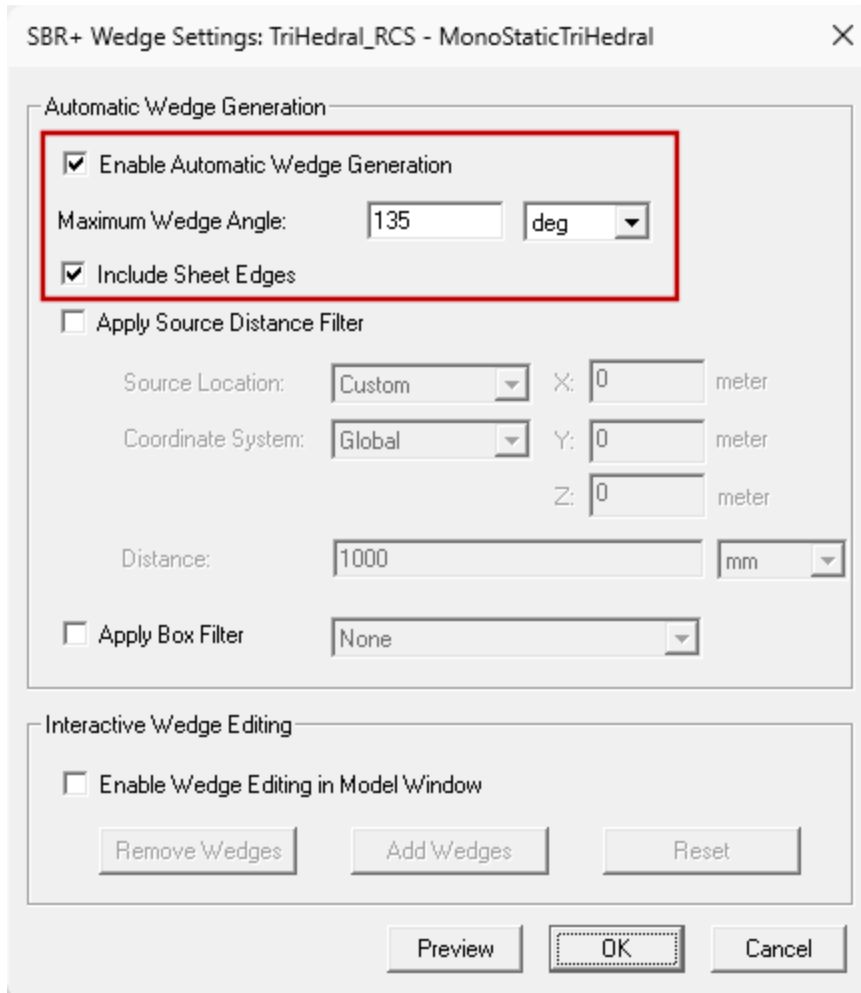 SBR+ Wedge Settings: TriHedral_RCS - MonoStaticTriHedral
Automatic Wedge Generation
Enable Automatic Wedge Generation
Maximum Wedge Angle: 135 deg
Include Sheet Edges
Apply Source Distance Filter
Source Location: Custom X: 0 meter
Coordinate System: Global Y: 0 meter
Z: 0 meter
Distance: 1000 mm
Apply Box Filter None
Interactive Wedge Editing
Enable Wedge Editing in Model Window
Remove Wedges Add Wedges Reset
Preview OK Cancel